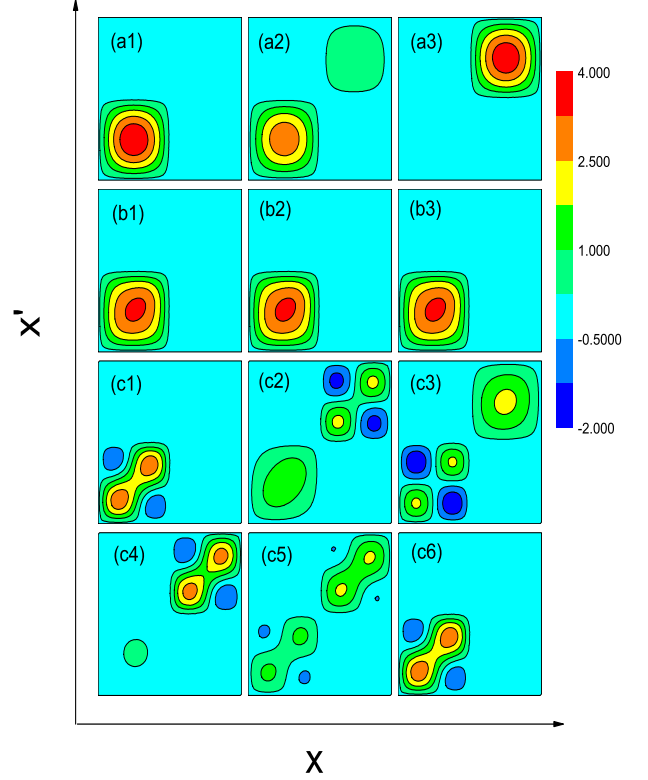 (a1) (a2) (a3)
4.000
2.500
1.000
-0.5000
-2.000
(b1) (b2) (b3)
(c1) (c2) (c3)
(c4) (c5) (c6)
x'
x